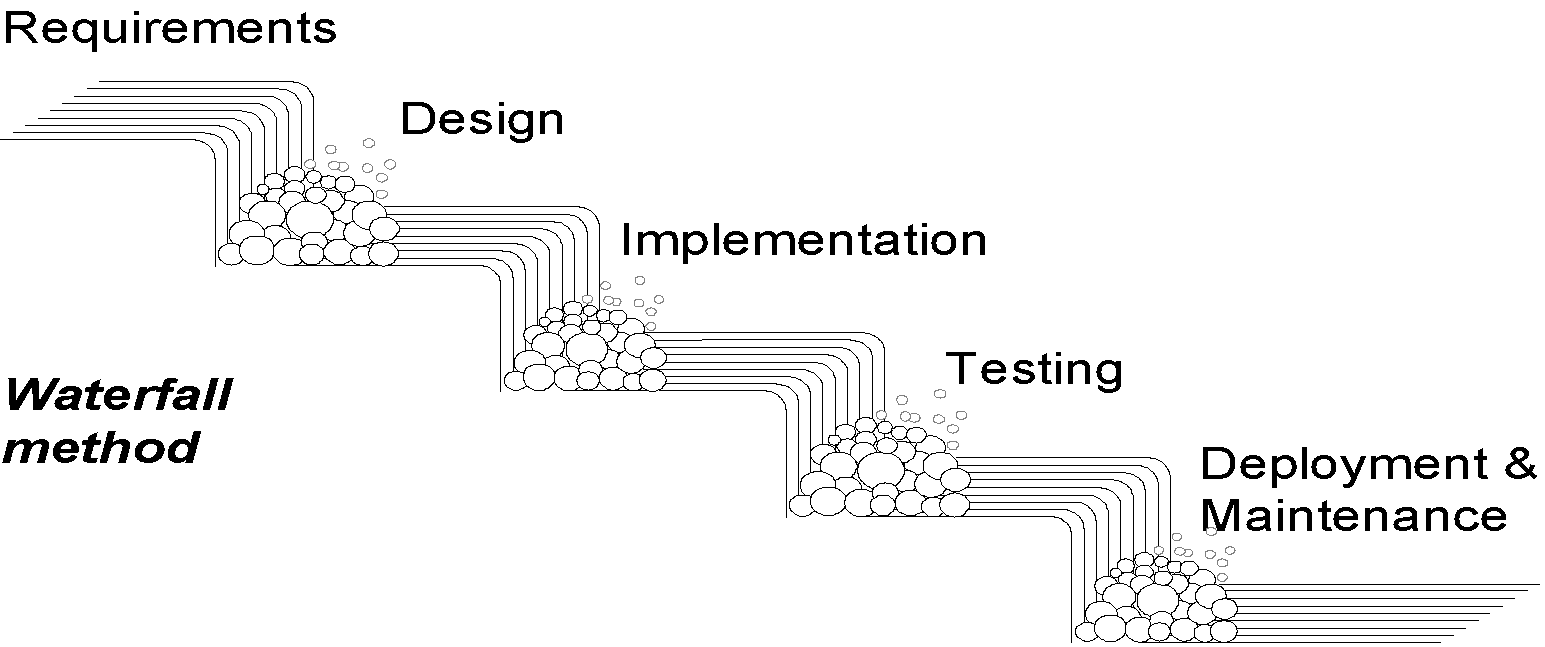 Requirements
Design
Implementation
Testing
Waterfall
method
Deployment &
Maintenance